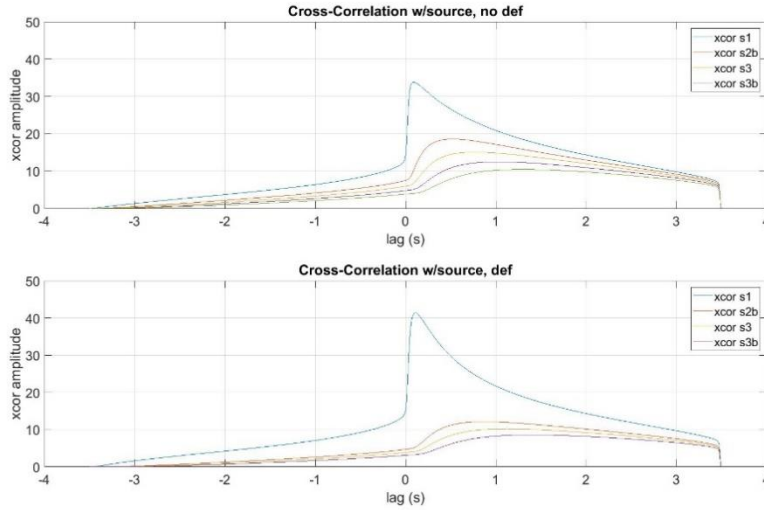 Cross-Correlation w/source, no def
50
40
30
20
10
0
xcor amplitude
xcor s1
xcor s2b
xcor s3
xcor s3b
-4 -3 -2 -1 0 1 2 3 4
lag (s)
Cross-Correlation w/source, def
50
40
30
20
10
0
xcor amplitude
xcor s1
xcor s2b
xcor s3
xcor s3b
-4 -3 -2 -1 0 1 2 3 4
lag (s)